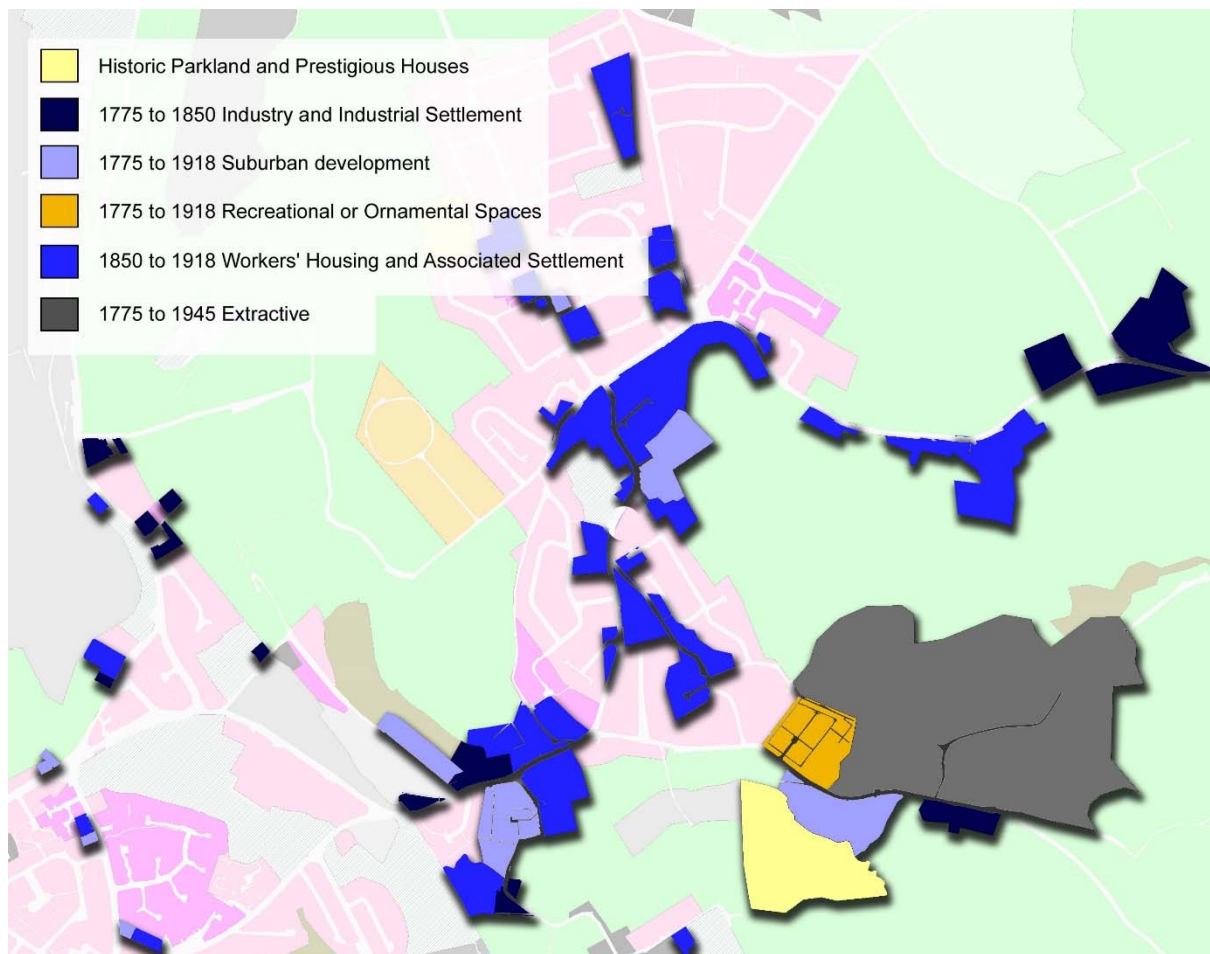 Historic Parkland and Prestigious Houses
1775 to 1850 Industry and Industrial Settlement
1775 to 1918 Suburban development
1775 to 1918 Recreational or Ornamental Spaces
1850 to 1918 Workers' Housing and Associated Settlement
1775 to 1945 Extractive